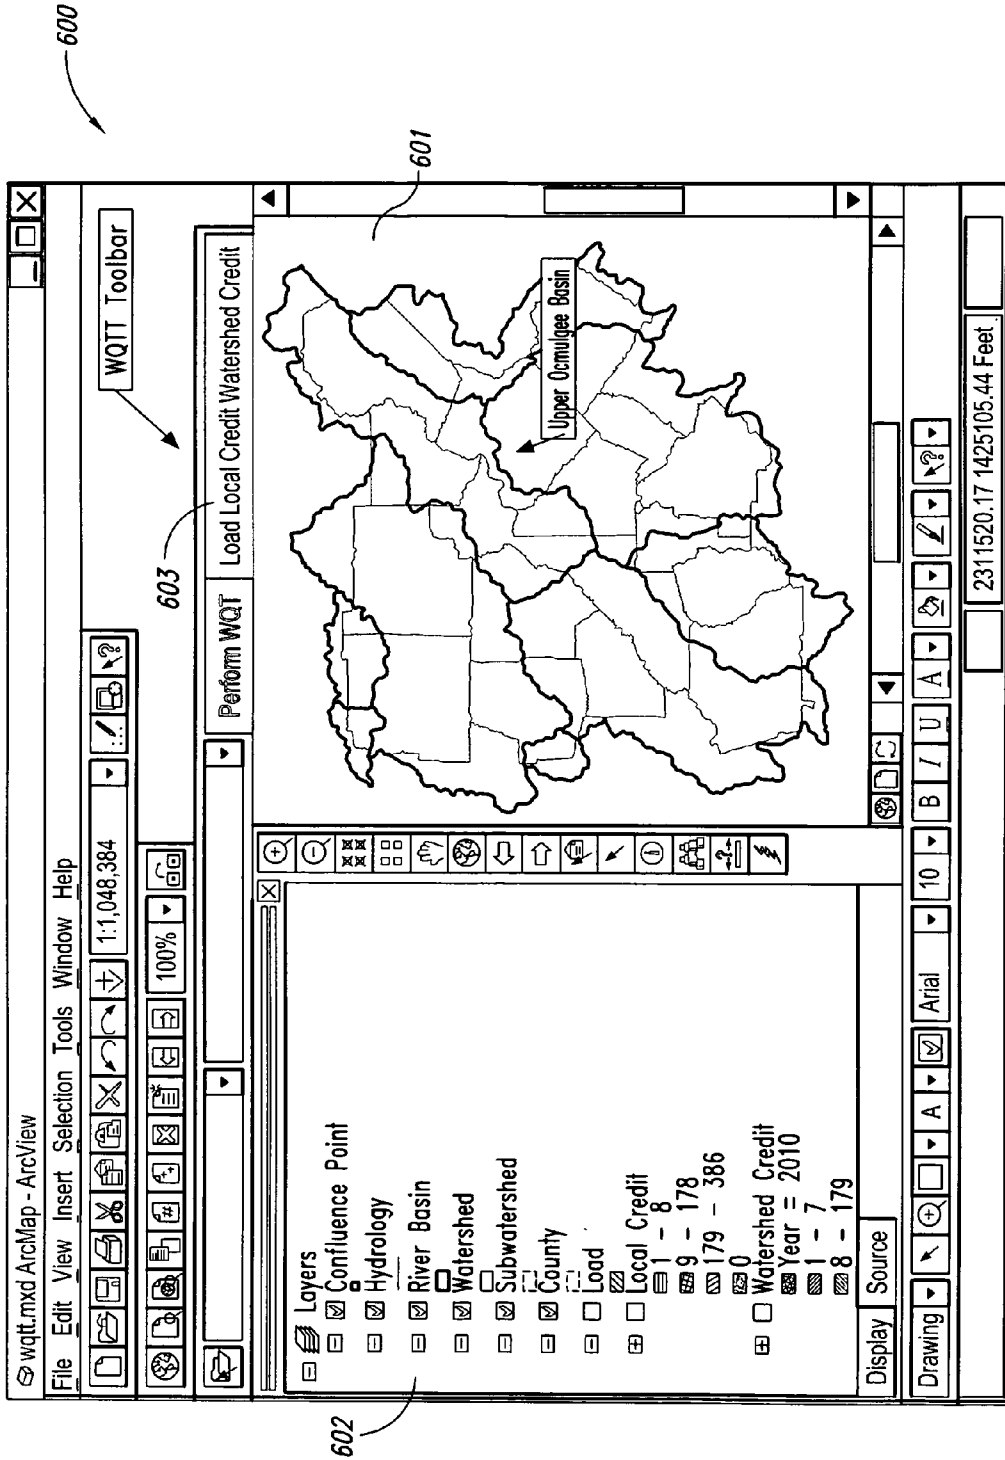 600
wqtt.mxd ArcMap - ArcView
File Edit View Insert Selection Tools Window Help
1:1,048,384
WQTT Toolbar
100%
603
Perform WQT
Load Local Credit Watershed Credit
601
602
Layers
Confluence Point
Hydrology
River Basin
Watershed
Subwatershed
County
Load
Local Credit
1 - 8
9 - 178
179 - 386
0
Watershed Credit
Year = 2010
1 - 7
8 - 179
Upper Ocmulgee Basin
Display Source
Drawing A Arial 10 B I U A
2311520.17 1425105.44 Feet